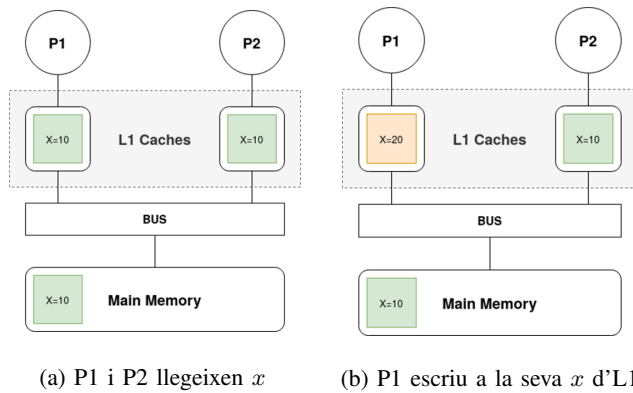 P1 P2
X=10 L1 Caches X=10
BUS
X=10 Main Memory
(a) P1 i P2 llegeixen x
P1 P2
X=20 L1 Caches X=10
BUS
X=10 Main Memory
(b) P1 escriu a la seva x d'L1